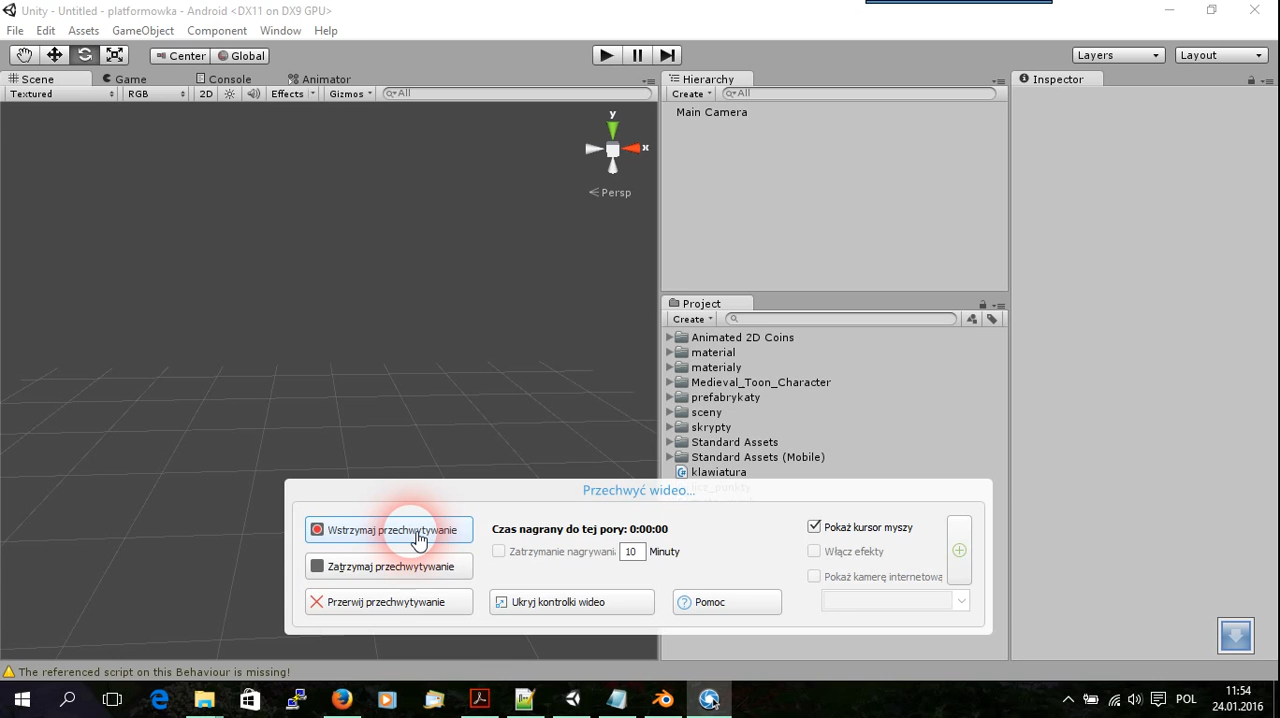 Unity - Untitled - platformowka - Android <DX11 on DX9 GPU>
File Edit Assets GameObject Component Window Help
Center Global Layers Layout
Scene Game Console Animator Hierarchy Inspector
Textured RGB 2D Effects Gizmos All Create All
Main Camera
y
x
Persp
Project
Create
Animated 2D Coins
material
materialy
Medieval_Toon_Character
prefabrykaty
sceny
skrypty
Standard Assets
Standard Assets (Mobile)
klawiatura
Przechwyć wideo...
Wstrzymaj przechwytywanie Czas nagrany do tej pory: 0:00:00 Pokaż kursor myszy
Zatrzymanie nagrywani 10 Minuty Włącz efekty
Zatrzymaj przechwytywanie Pokaż kamerę internetową
Przerwij przechwytywanie Ukryj kontrolki wideo Pomoc
The referenced script on this Behaviour is missing!
POL 11:54
24.01.2016